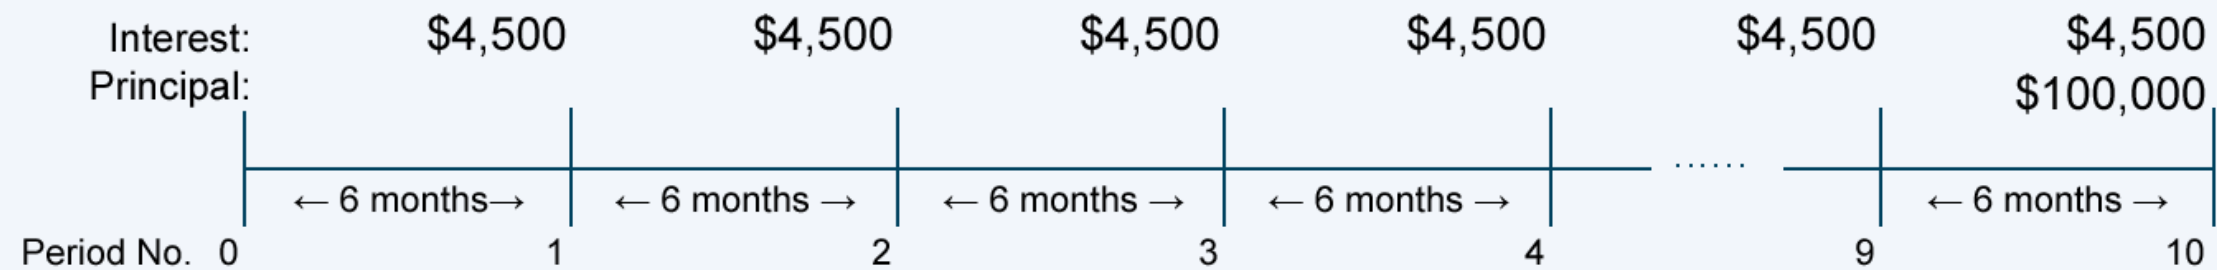 Interest: $4,500 $4,500 $4,500 $4,500 $4,500 $4,500
Principal: $100,000
...... 
← 6 months→ ← 6 months → ← 6 months → ← 6 months → ← 6 months →
Period No. 0 1 2 3 4 9 10